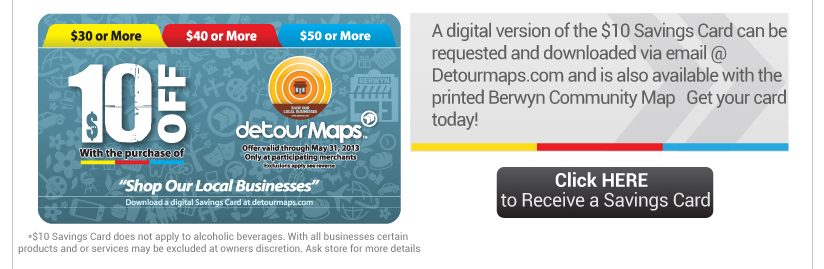 $30 or More
$40 or More
$50 or More
$10 OFF
With the purchase of
BERWYN
SHOP OUR
LOCAL BUSINESSES
detourMaps™
Offer valid through May 31, 2013
Only at participating merchants
Exclusions apply see reverse
"Shop Our Local Businesses"
Download a digital Savings Card at detourmaps.com
*$10 Savings Card does not apply to alcoholic beverages. With all businesses certain
products and or services may be excluded at owners discretion. Ask store for more details
A digital version of the $10 Savings Card can be
requested and downloaded via email @
Detourmaps.com and is also available with the
printed Berwyn Community Map Get your card
today!
Click HERE
to Receive a Savings Card